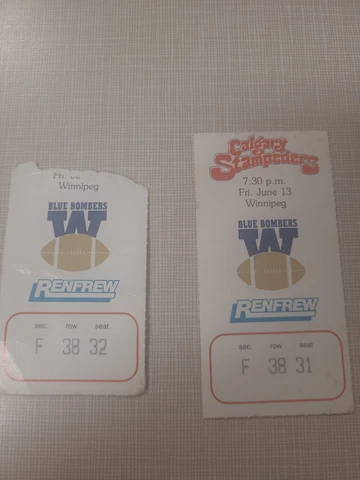 Winnipeg
BLUE BOMBERS
W
RENFREW
sec. row seat
F 38 32
Calgary
Stampeders
7:30 p.m.
Fri. June 13
Winnipeg
BLUE BOMBERS
W
RENFREW
sec. row seat
F 38 31